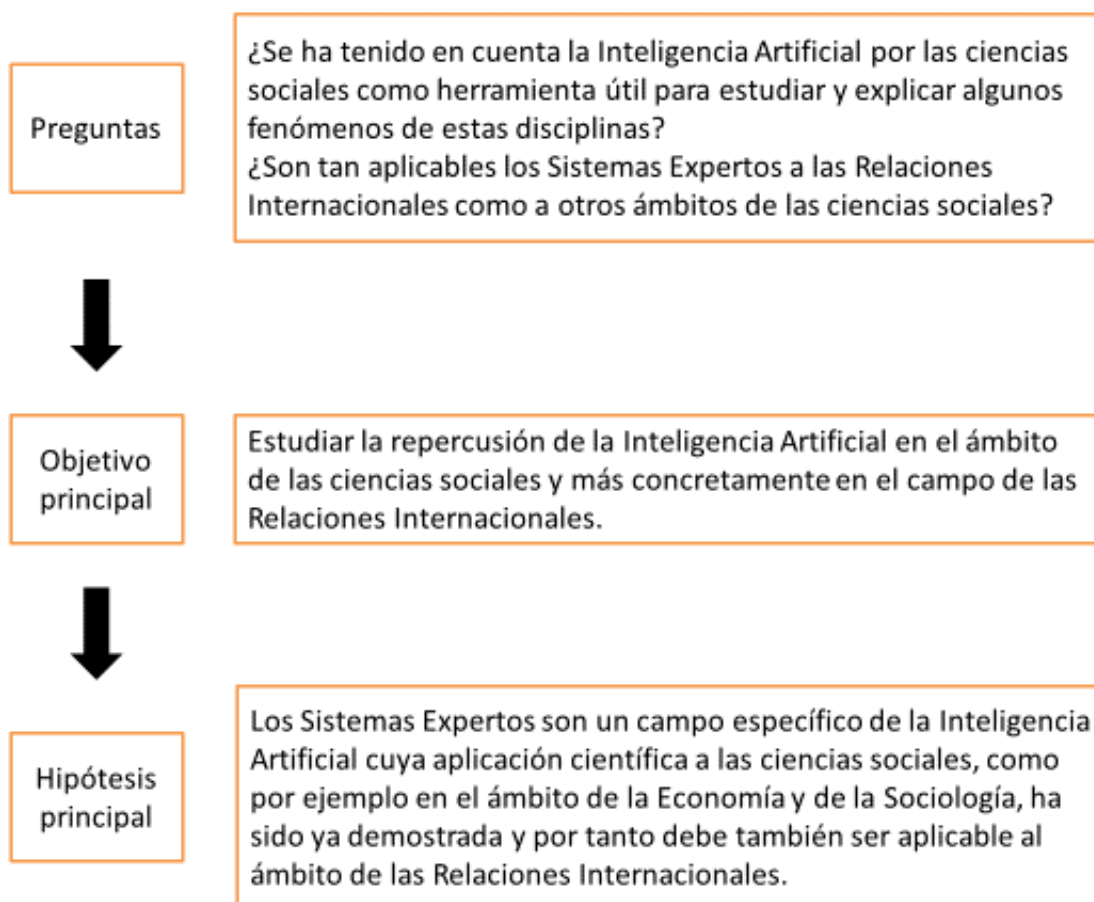 Preguntas
¿Se ha tenido en cuenta la Inteligencia Artificial por las ciencias
sociales como herramienta útil para estudiar y explicar algunos
fenómenos de estas disciplinas?
¿Son tan aplicables los Sistemas Expertos a las Relaciones
Internacionales como a otros ámbitos de las ciencias sociales?
Objetivo
principal
Estudiar la repercusión de la Inteligencia Artificial en el ámbito
de las ciencias sociales y más concretamente en el campo de las
Relaciones Internacionales.
Hipótesis
principal
Los Sistemas Expertos son un campo específico de la Inteligencia
Artificial cuya aplicación científica a las ciencias sociales, como
por ejemplo en el ámbito de la Economía y de la Sociología, ha
sido ya demostrada y por tanto debe también ser aplicable al
ámbito de las Relaciones Internacionales.